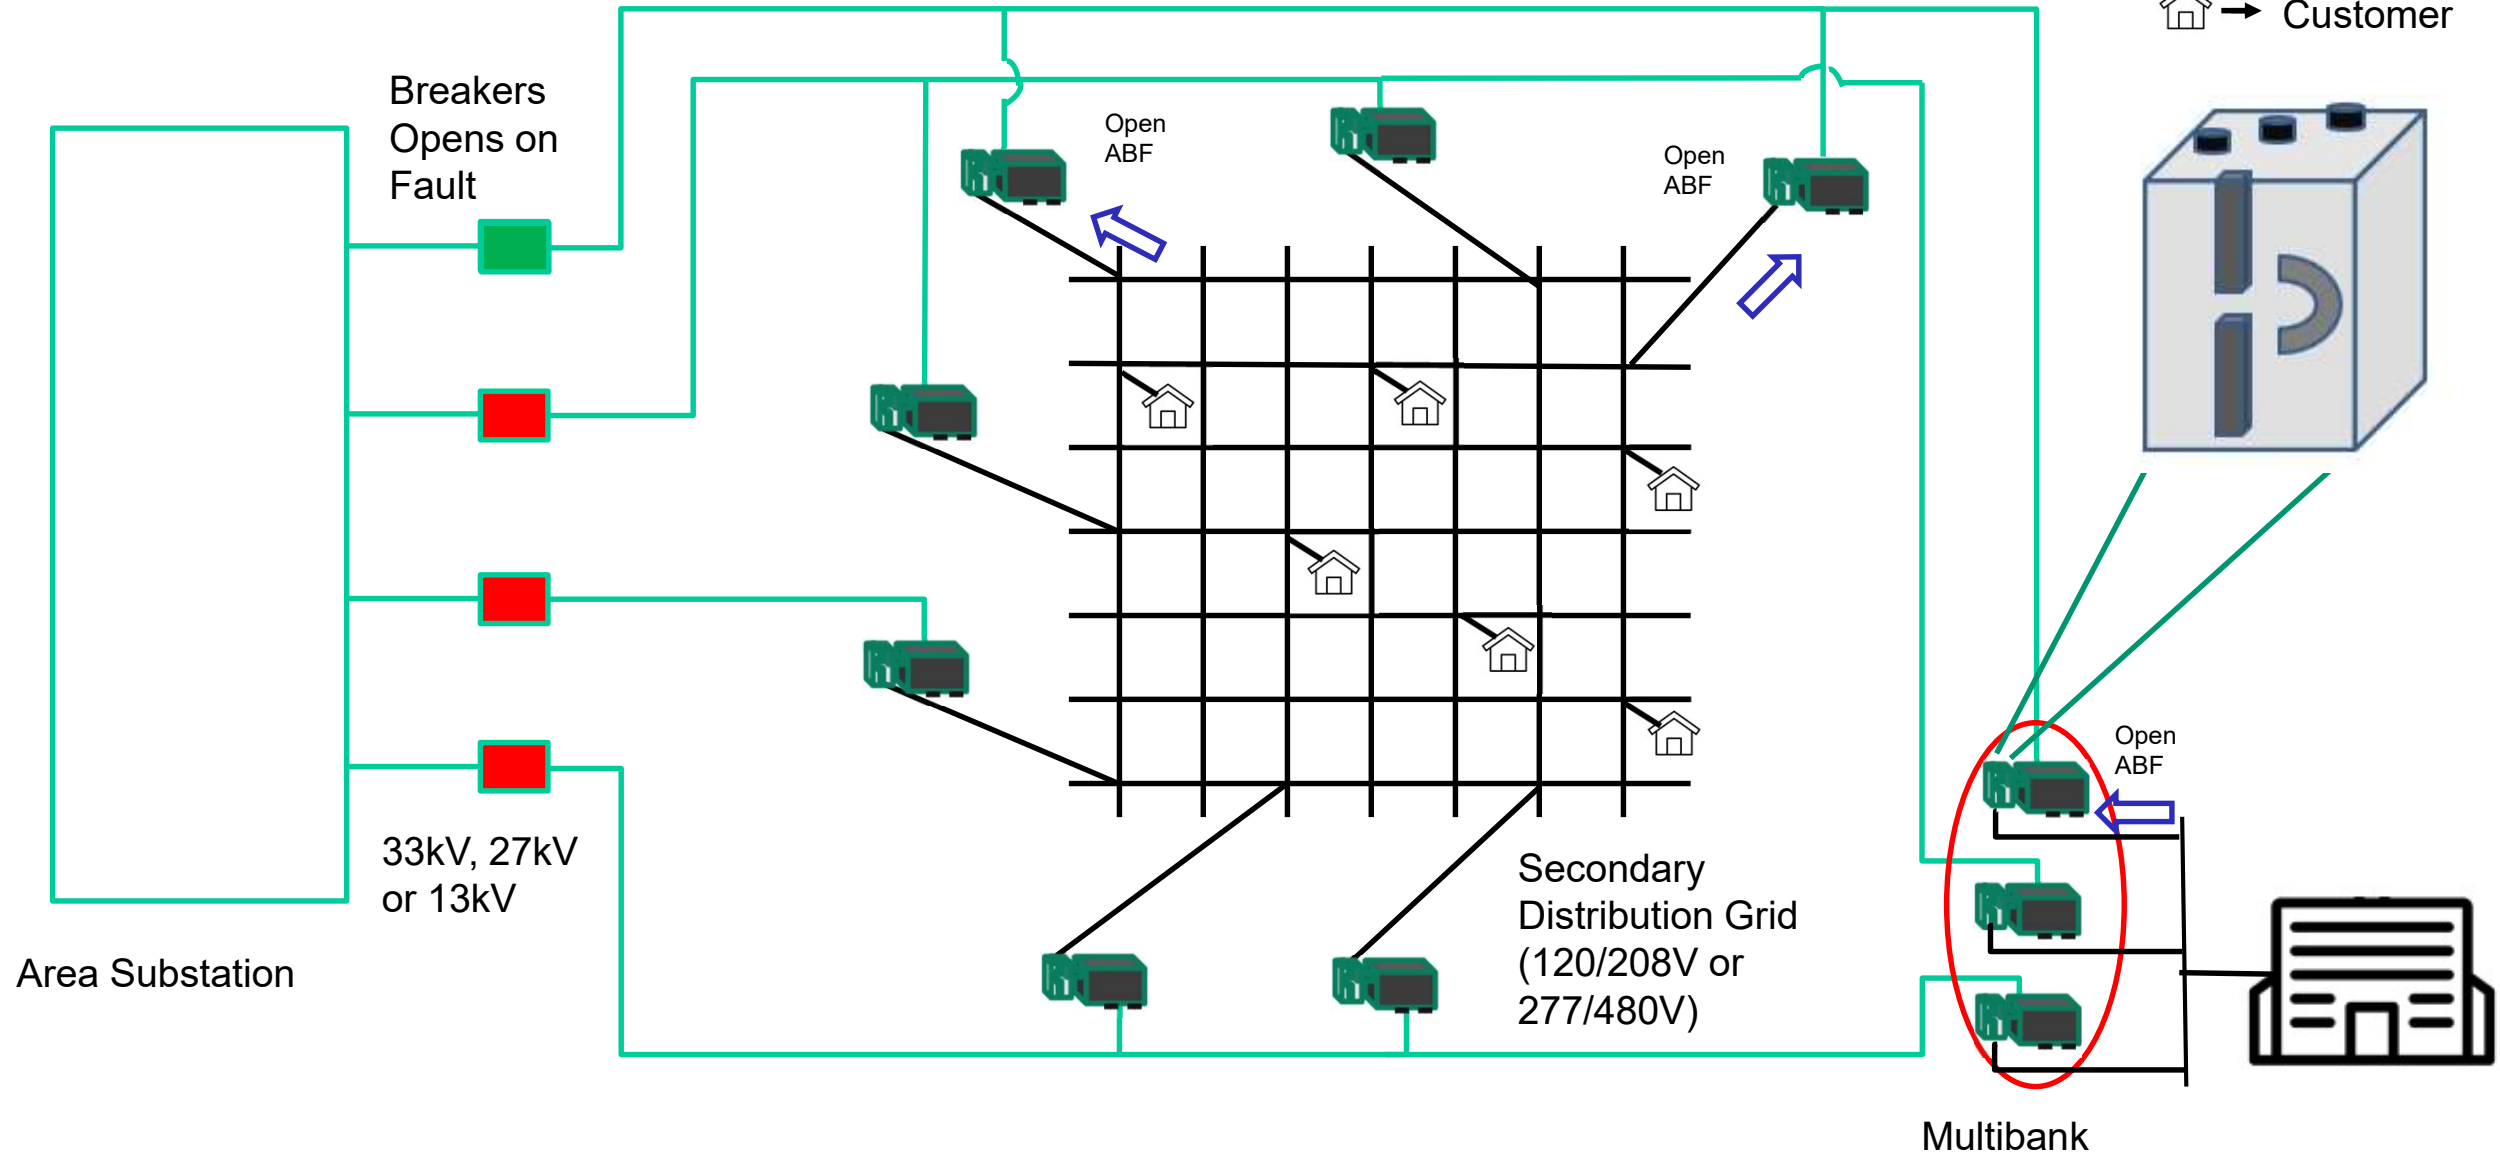 Customer
Breakers
Opens on
Fault
Open
ABF
Open
ABF
Open
ABF
33kV, 27kV
or 13kV
Secondary
Distribution Grid
(120/208V or
277/480V)
Area Substation
Multibank